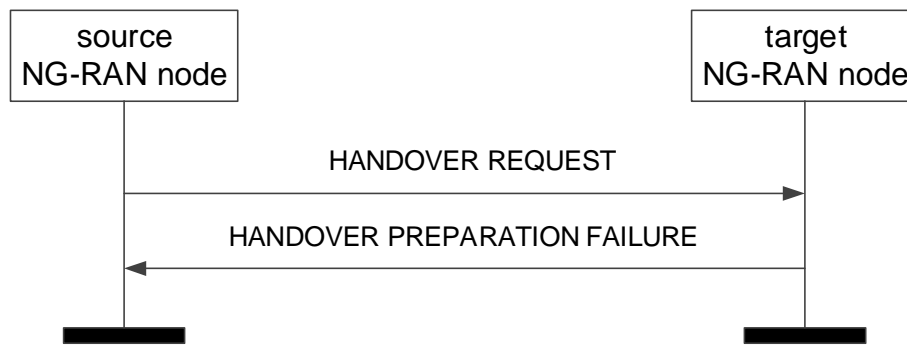 source
NG-RAN node
target
NG-RAN node
HANDOVER REQUEST
HANDOVER PREPARATION FAILURE